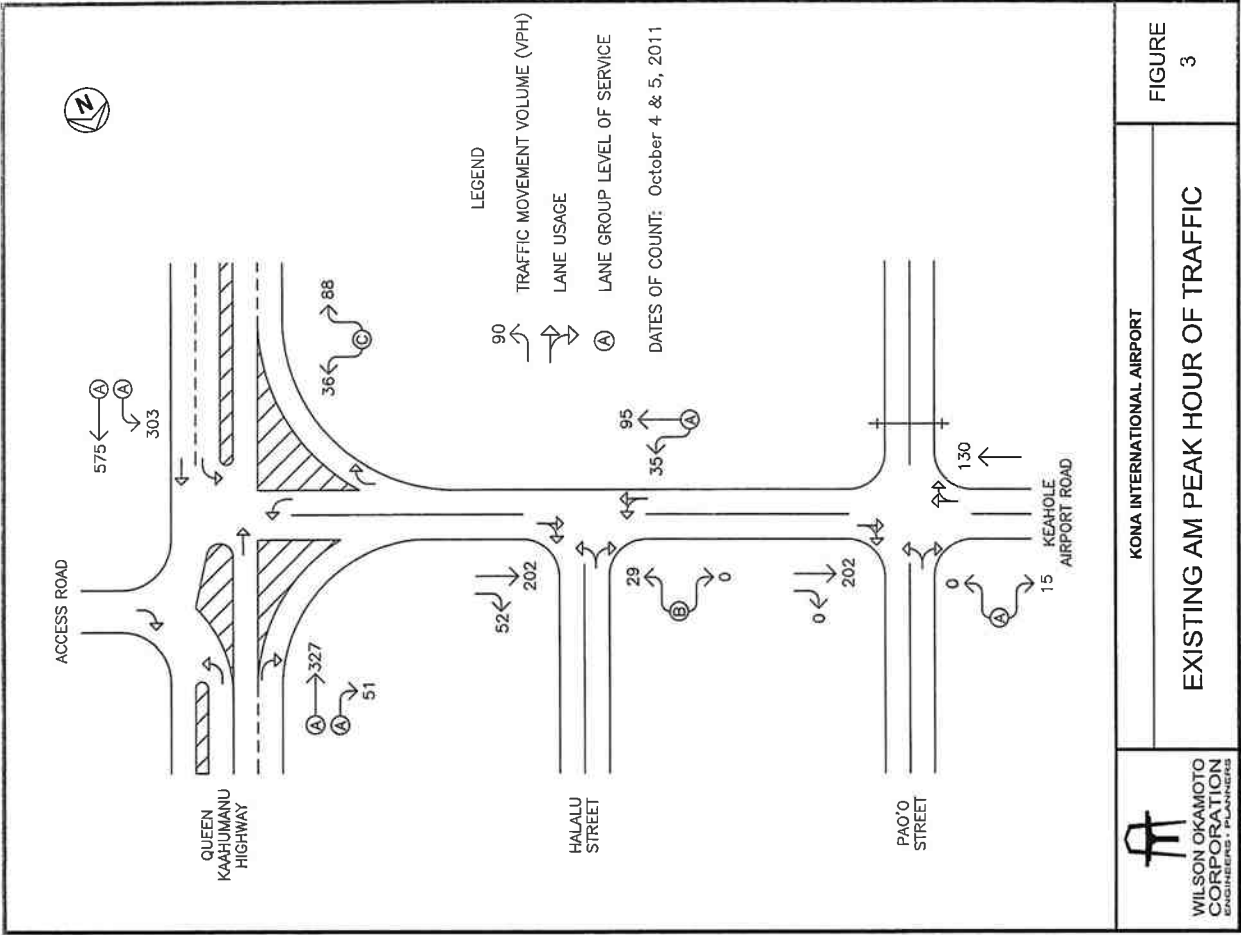 N
ACCESS ROAD
575 A
A
303
QUEEN
KAAHUMANU
HIGHWAY
A 327
A
51
36 88
C
LEGEND
90 TRAFFIC MOVEMENT VOLUME (VPH)
LANE USAGE
A LANE GROUP LEVEL OF SERVICE
DATES OF COUNT: October 4 & 5, 2011
52
202
95
35
A
HALALU
STREET
29
B
0
0
202
130
PAO'O
STREET
0
A
15
KEAHOLE
AIRPORT ROAD
WILSON OKAMOTO
CORPORATION
ENGINEERS · PLANNERS
KONA INTERNATIONAL AIRPORT
EXISTING AM PEAK HOUR OF TRAFFIC
FIGURE
3